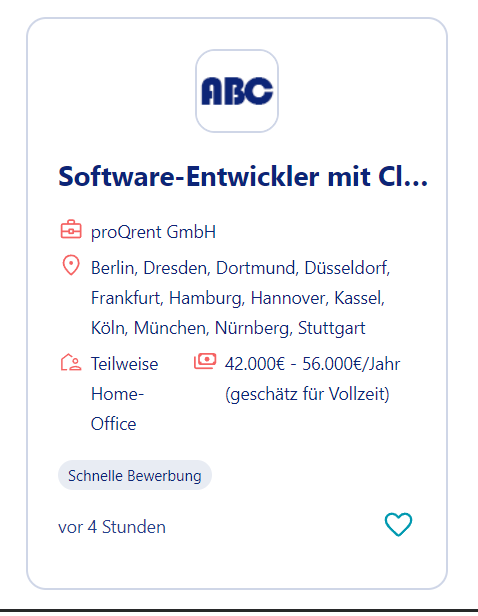 ABC
Software-Entwickler mit Cl...
proQrent GmbH
Berlin, Dresden, Dortmund, Düsseldorf,
Frankfurt, Hamburg, Hannover, Kassel,
Köln, München, Nürnberg, Stuttgart
Teilweise
Home-
Office
42.000€ - 56.000€/Jahr
(geschätz für Vollzeit)
Schnelle Bewerbung
vor 4 Stunden